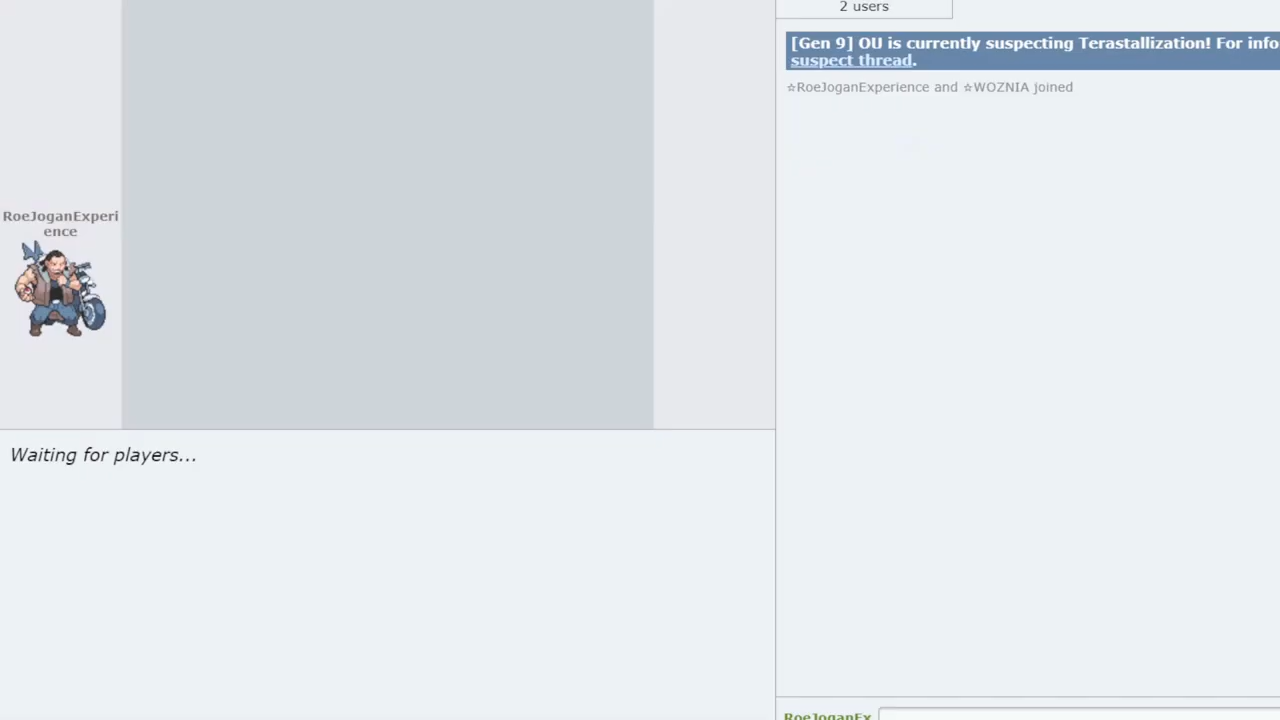 2 users
[Gen 9] OU is currently suspecting Terastallization! For info
suspect thread.
☆RoeJoganExperience and ☆WOZNIA joined
RoeJoganExperi
ence
Waiting for players...
RoeJoganEx